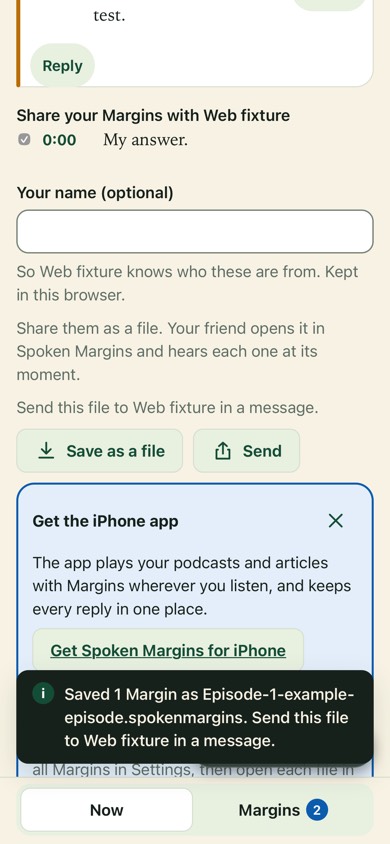 test.
Reply
Share your Margins with Web fixture
0:00 My answer.
Your name (optional)
So Web fixture knows who these are from. Kept
in this browser.
Share them as a file. Your friend opens it in
Spoken Margins and hears each one at its
moment.
Send this file to Web fixture in a message.
Save as a file
Send
Get the iPhone app
The app plays your podcasts and articles
with Margins wherever you listen, and keeps
every reply in one place.
Get Spoken Margins for iPhone
Saved 1 Margin as Episode-1-example-
episode.spokenmargins. Send this file
to Web fixture in a message.
all Margins in Settings, then open each file in
Now
Margins 2